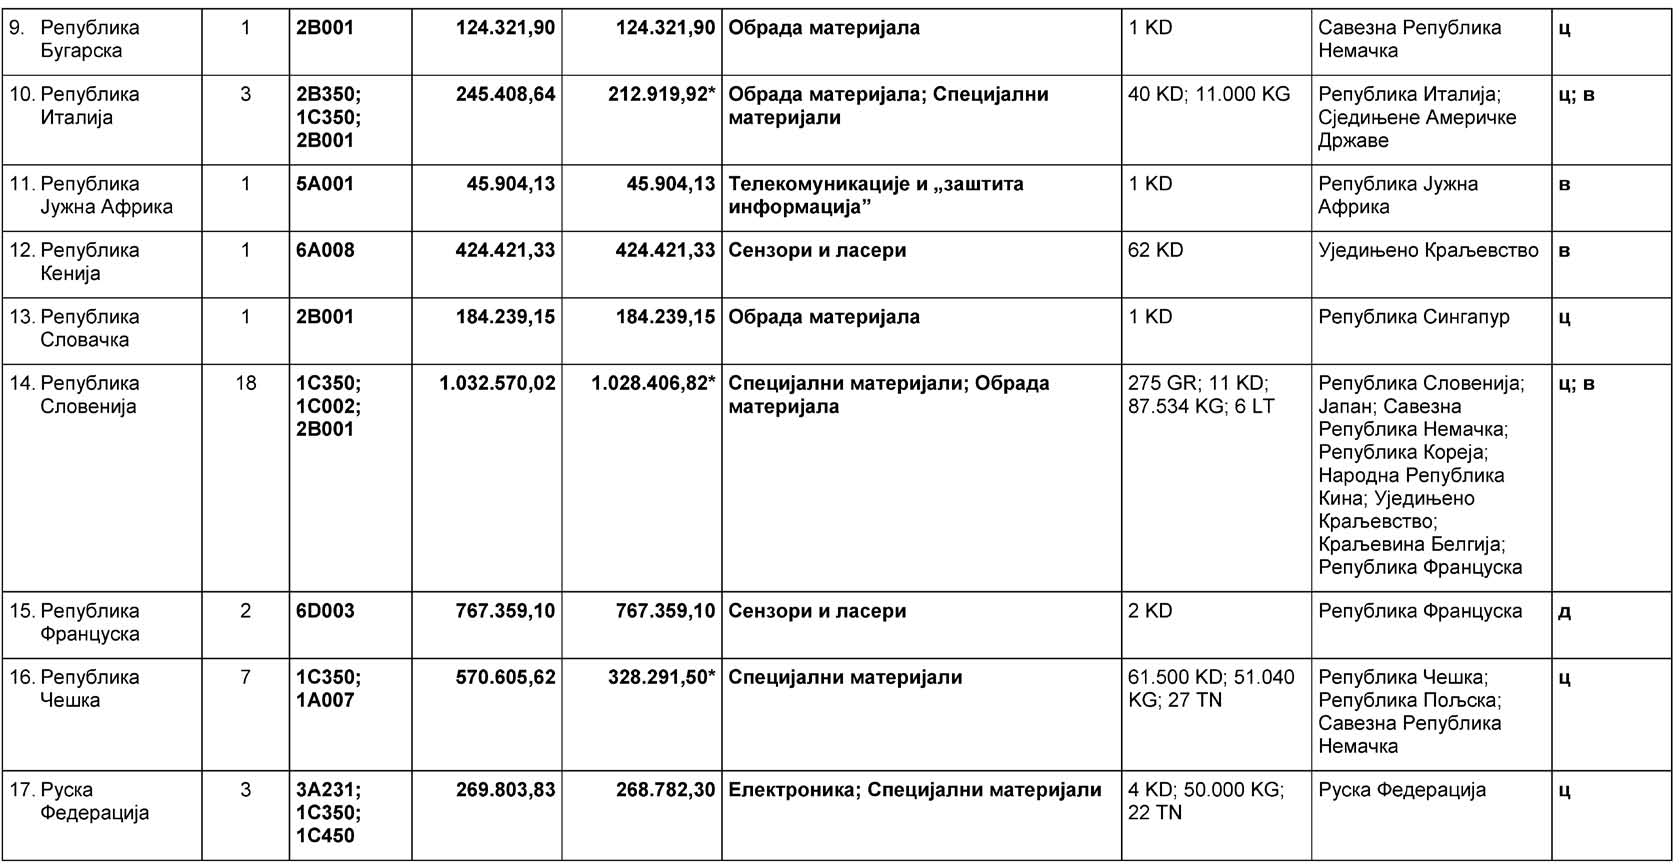 9. Република Бугарска 1 2B001 124.321,90 124.321,90 Обрада материјала 1 KD Савезна Република Немачка ц
10. Република Италија 3 2B350; 1C350; 2B001 245.408,64 212.919,92* Обрада материјала; Специјални материјали 40 KD; 11.000 KG Република Италија; Сједињене Америчке Државе ц; в
11. Република Јужна Африка 1 5A001 45.904,13 45.904,13 Телекомуникације и „заштита информација” 1 KD Република Јужна Африка в
12. Република Кенија 1 6A008 424.421,33 424.421,33 Сензори и ласери 62 KD Уједињено Краљевство в
13. Република Словачка 1 2B001 184.239,15 184.239,15 Обрада материјала 1 KD Република Сингапур ц
14. Република Словенија 18 1C350; 1C002; 2B001 1.032.570,02 1.028.406,82* Специјални материјали; Обрада материјала 275 GR; 11 KD; 87.534 KG; 6 LT Република Словенија; Јапан; Савезна Република Немачка; Република Кореја; Народна Република Кина; Уједињено Краљевство; Краљевина Белгија; Република Француска ц; в
15. Република Француска 2 6D003 767.359,10 767.359,10 Сензори и ласери 2 KD Република Француска д
16. Република Чешка 7 1C350; 1A007 570.605,62 328.291,50* Специјални материјали 61.500 KD; 51.040 KG; 27 TN Република Чешка; Република Пољска; Савезна Република Немачка ц
17. Руска Федерација 3 3A231; 1C350; 1C450 269.803,83 268.782,30 Електроника; Специјални материјали 4 KD; 50.000 KG; 22 TN Руска Федерација ц